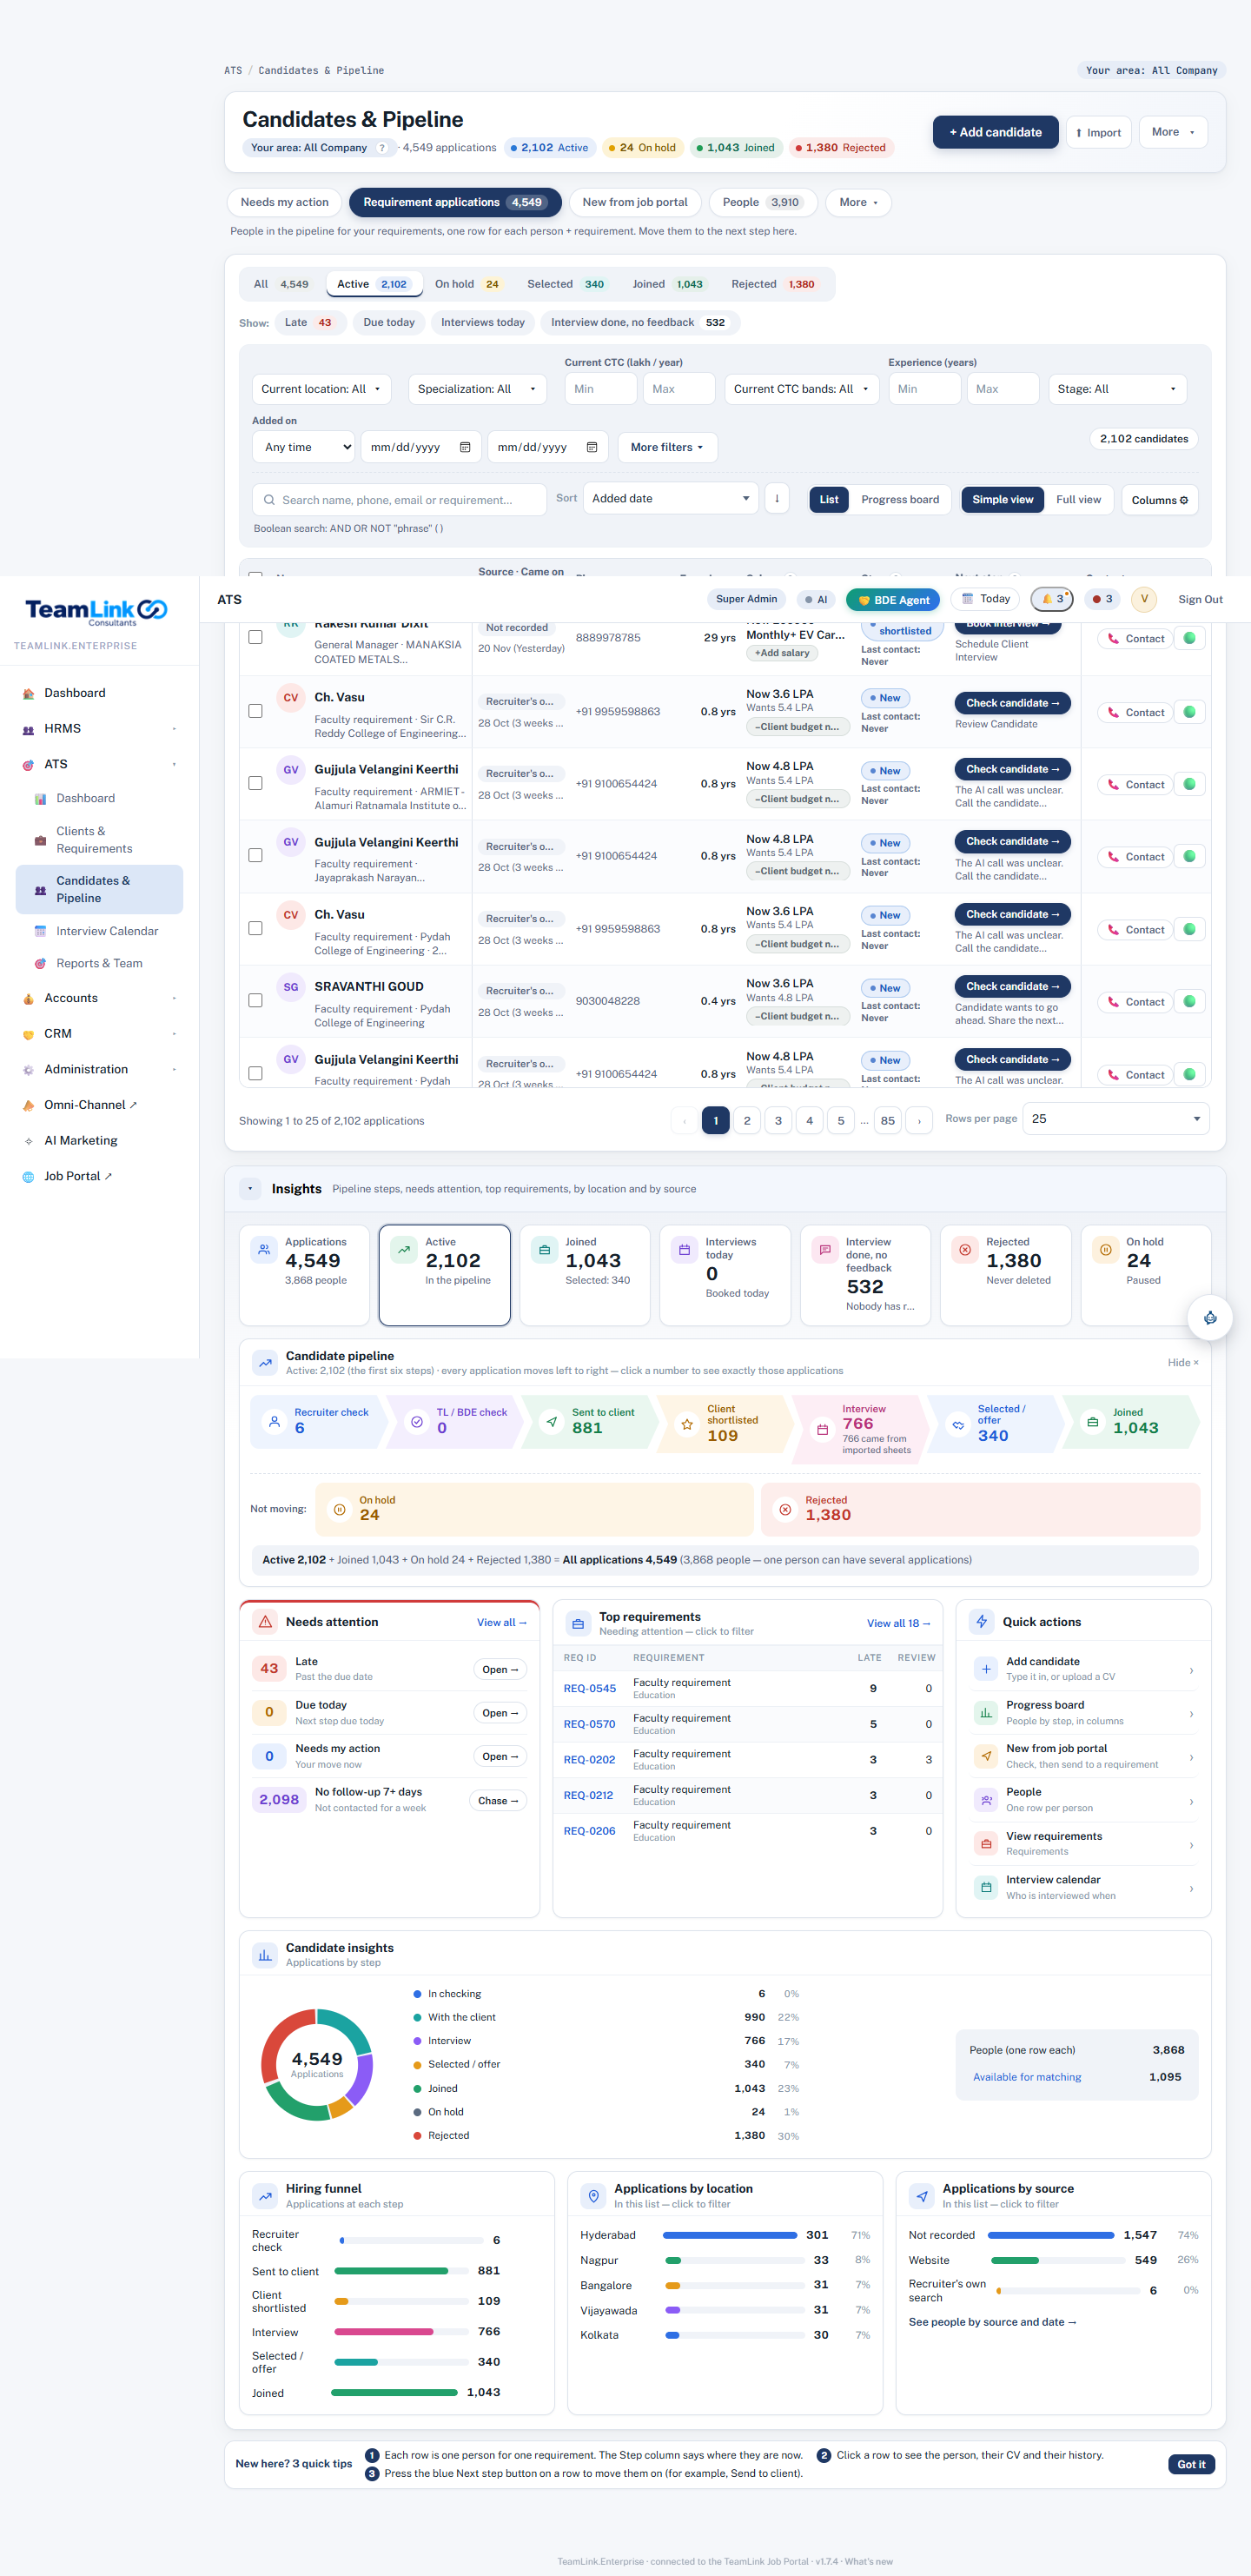 ATS / Candidates & Pipeline
Your area: All Company
Candidates & Pipeline
Your area: All Company ? · 4,549 applications 2,102 Active 24 On hold 1,043 Joined 1,380 Rejected
+ Add candidate
Import
More
Needs my action
Requirement applications 4,549
New from job portal
People 3,910
More
People in the pipeline for your requirements, one row for each person + requirement. Move them to the next step here.
All 4,549
Active 2,102
On hold 24
Selected 340
Joined 1,043
Rejected 1,380
Show: Late 43 Due today Interviews today Interview done, no feedback 532
Current CTC (lakh / year)
Experience (years)
Current location: All
Specialization: All
Min
Max
Current CTC bands: All
Min
Max
Stage: All
Added on
Any time
mm/dd/yyyy
mm/dd/yyyy
More filters
2,102 candidates
Search name, phone, email or requirement...
Sort
Added date
↓
List
Progress board
Simple view
Full view
Columns
Boolean search: AND OR NOT "phrase" ( )
Source · Came on
TeamLink
Consultants
TEAMLINK.ENTERPRISE
ATS
Super Admin
AI
BDE Agent
Today
3
3
V
Sign Out
Dashboard
HRMS
ATS
Dashboard
Clients &
Requirements
Candidates &
Pipeline
Interview Calendar
Reports & Team
Accounts
CRM
Administration
Omni-Channel ↗
AI Marketing
Job Portal ↗
Rakesh Kumar Dixit
General Manager · MANAKSIA
COATED METALS...
Not recorded
20 Nov (Yesterday)
8889978785
29 yrs
Monthly+ EV Car...
+Add salary
shortlisted
Last contact:
Never
Book interview →
Schedule Client
Interview
Contact
CV
Ch. Vasu
Faculty requirement · Sir C.R.
Reddy College of Engineering...
Recruiter's o...
28 Oct (3 weeks ...
+91 9959598863
0.8 yrs
Now 3.6 LPA
Wants 5.4 LPA
~Client budget n...
New
Last contact:
Never
Check candidate →
Review Candidate
Contact
GV
Gujjula Velangini Keerthi
Faculty requirement · ARMIET -
Alamuri Ratnamala Institute o...
Recruiter's o...
28 Oct (3 weeks ...
+91 9100654424
0.8 yrs
Now 4.8 LPA
Wants 5.4 LPA
~Client budget n...
New
Last contact:
Never
Check candidate →
The AI call was unclear.
Call the candidate...
Contact
GV
Gujjula Velangini Keerthi
Faculty requirement ·
Jayaprakash Narayan...
Recruiter's o...
28 Oct (3 weeks ...
+91 9100654424
0.8 yrs
Now 4.8 LPA
Wants 5.4 LPA
~Client budget n...
New
Last contact:
Never
Check candidate →
The AI call was unclear.
Call the candidate...
Contact
CV
Ch. Vasu
Faculty requirement · Pydah
College of Engineering · 2...
Recruiter's o...
28 Oct (3 weeks ...
+91 9959598863
0.8 yrs
Now 3.6 LPA
Wants 5.4 LPA
~Client budget n...
New
Last contact:
Never
Check candidate →
The AI call was unclear.
Call the candidate...
Contact
SG
SRAVANTHI GOUD
Faculty requirement · Pydah
College of Engineering
Recruiter's o...
28 Oct (3 weeks ...
9030048228
0.4 yrs
Now 3.6 LPA
Wants 4.8 LPA
~Client budget n...
New
Last contact:
Never
Check candidate →
Candidate wants to go
ahead. Share the next...
Contact
GV
Gujjula Velangini Keerthi
Faculty requirement · Pydah
Recruiter's o...
28 Oct (3 weeks ...
+91 9100654424
0.8 yrs
Now 4.8 LPA
Wants 5.4 LPA
New
Last contact:
Check candidate →
The AI call was unclear.
Contact
Showing 1 to 25 of 2,102 applications
‹ 1 2 3 4 5 ... 85 ›
Rows per page 25
Insights Pipeline steps, needs attention, top requirements, by location and by source
Applications
4,549
3,868 people
Active
2,102
In the pipeline
Joined
1,043
Selected: 340
Interviews
today
0
Booked today
Interview
done, no
feedback
532
Nobody has r...
Rejected
1,380
Never deleted
On hold
24
Paused
Candidate pipeline
Active: 2,102 (the first six steps) · every application moves left to right — click a number to see exactly those applications
Hide ×
Recruiter check
6
TL / BDE check
0
Sent to client
881
Client
shortlisted
109
Interview
766
766 came from
imported sheets
Selected /
offer
340
Joined
1,043
Not moving:
On hold
24
Rejected
1,380
Active 2,102 + Joined 1,043 + On hold 24 + Rejected 1,380 = All applications 4,549 (3,868 people — one person can have several applications)
Needs attention
View all →
43
Late
Past the due date
Open →
0
Due today
Next step due today
Open →
0
Needs my action
Your move now
Open →
2,098
No follow-up 7+ days
Not contacted for a week
Chase →
Top requirements
Needing attention — click to filter
View all 18 →
REQ ID REQUIREMENT LATE REVIEW
REQ-0545 Faculty requirement 9 0
Education
REQ-0570 Faculty requirement 5 0
Education
REQ-0202 Faculty requirement 3 3
Education
REQ-0212 Faculty requirement 3 0
Education
REQ-0206 Faculty requirement 3 0
Education
Quick actions
Add candidate
Type it in, or upload a CV
Progress board
People by step, in columns
New from job portal
Check, then send to a requirement
People
One row per person
View requirements
Requirements
Interview calendar
Who is interviewed when
Candidate insights
Applications by step
4,549
Applications
In checking 6 0%
With the client 990 22%
Interview 766 17%
Selected / offer 340 7%
Joined 1,043 23%
On hold 24 1%
Rejected 1,380 30%
People (one row each) 3,868
Available for matching 1,095
Hiring funnel
Applications at each step
Recruiter
check 6
Sent to client 881
Client
shortlisted 109
Interview 766
Selected /
offer 340
Joined 1,043
Applications by location
In this list — click to filter
Hyderabad 301 71%
Nagpur 33 8%
Bangalore 31 7%
Vijayawada 31 7%
Kolkata 30 7%
Applications by source
In this list — click to filter
Not recorded 1,547 74%
Website 549 26%
Recruiter's own
search 6 0%
See people by source and date →
New here? 3 quick tips
1 Each row is one person for one requirement. The Step column says where they are now.
2 Click a row to see the person, their CV and their history.
3 Press the blue Next step button on a row to move them on (for example, Send to client).
Got it
TeamLink.Enterprise · connected to the TeamLink Job Portal · v1.7.4 · What's new